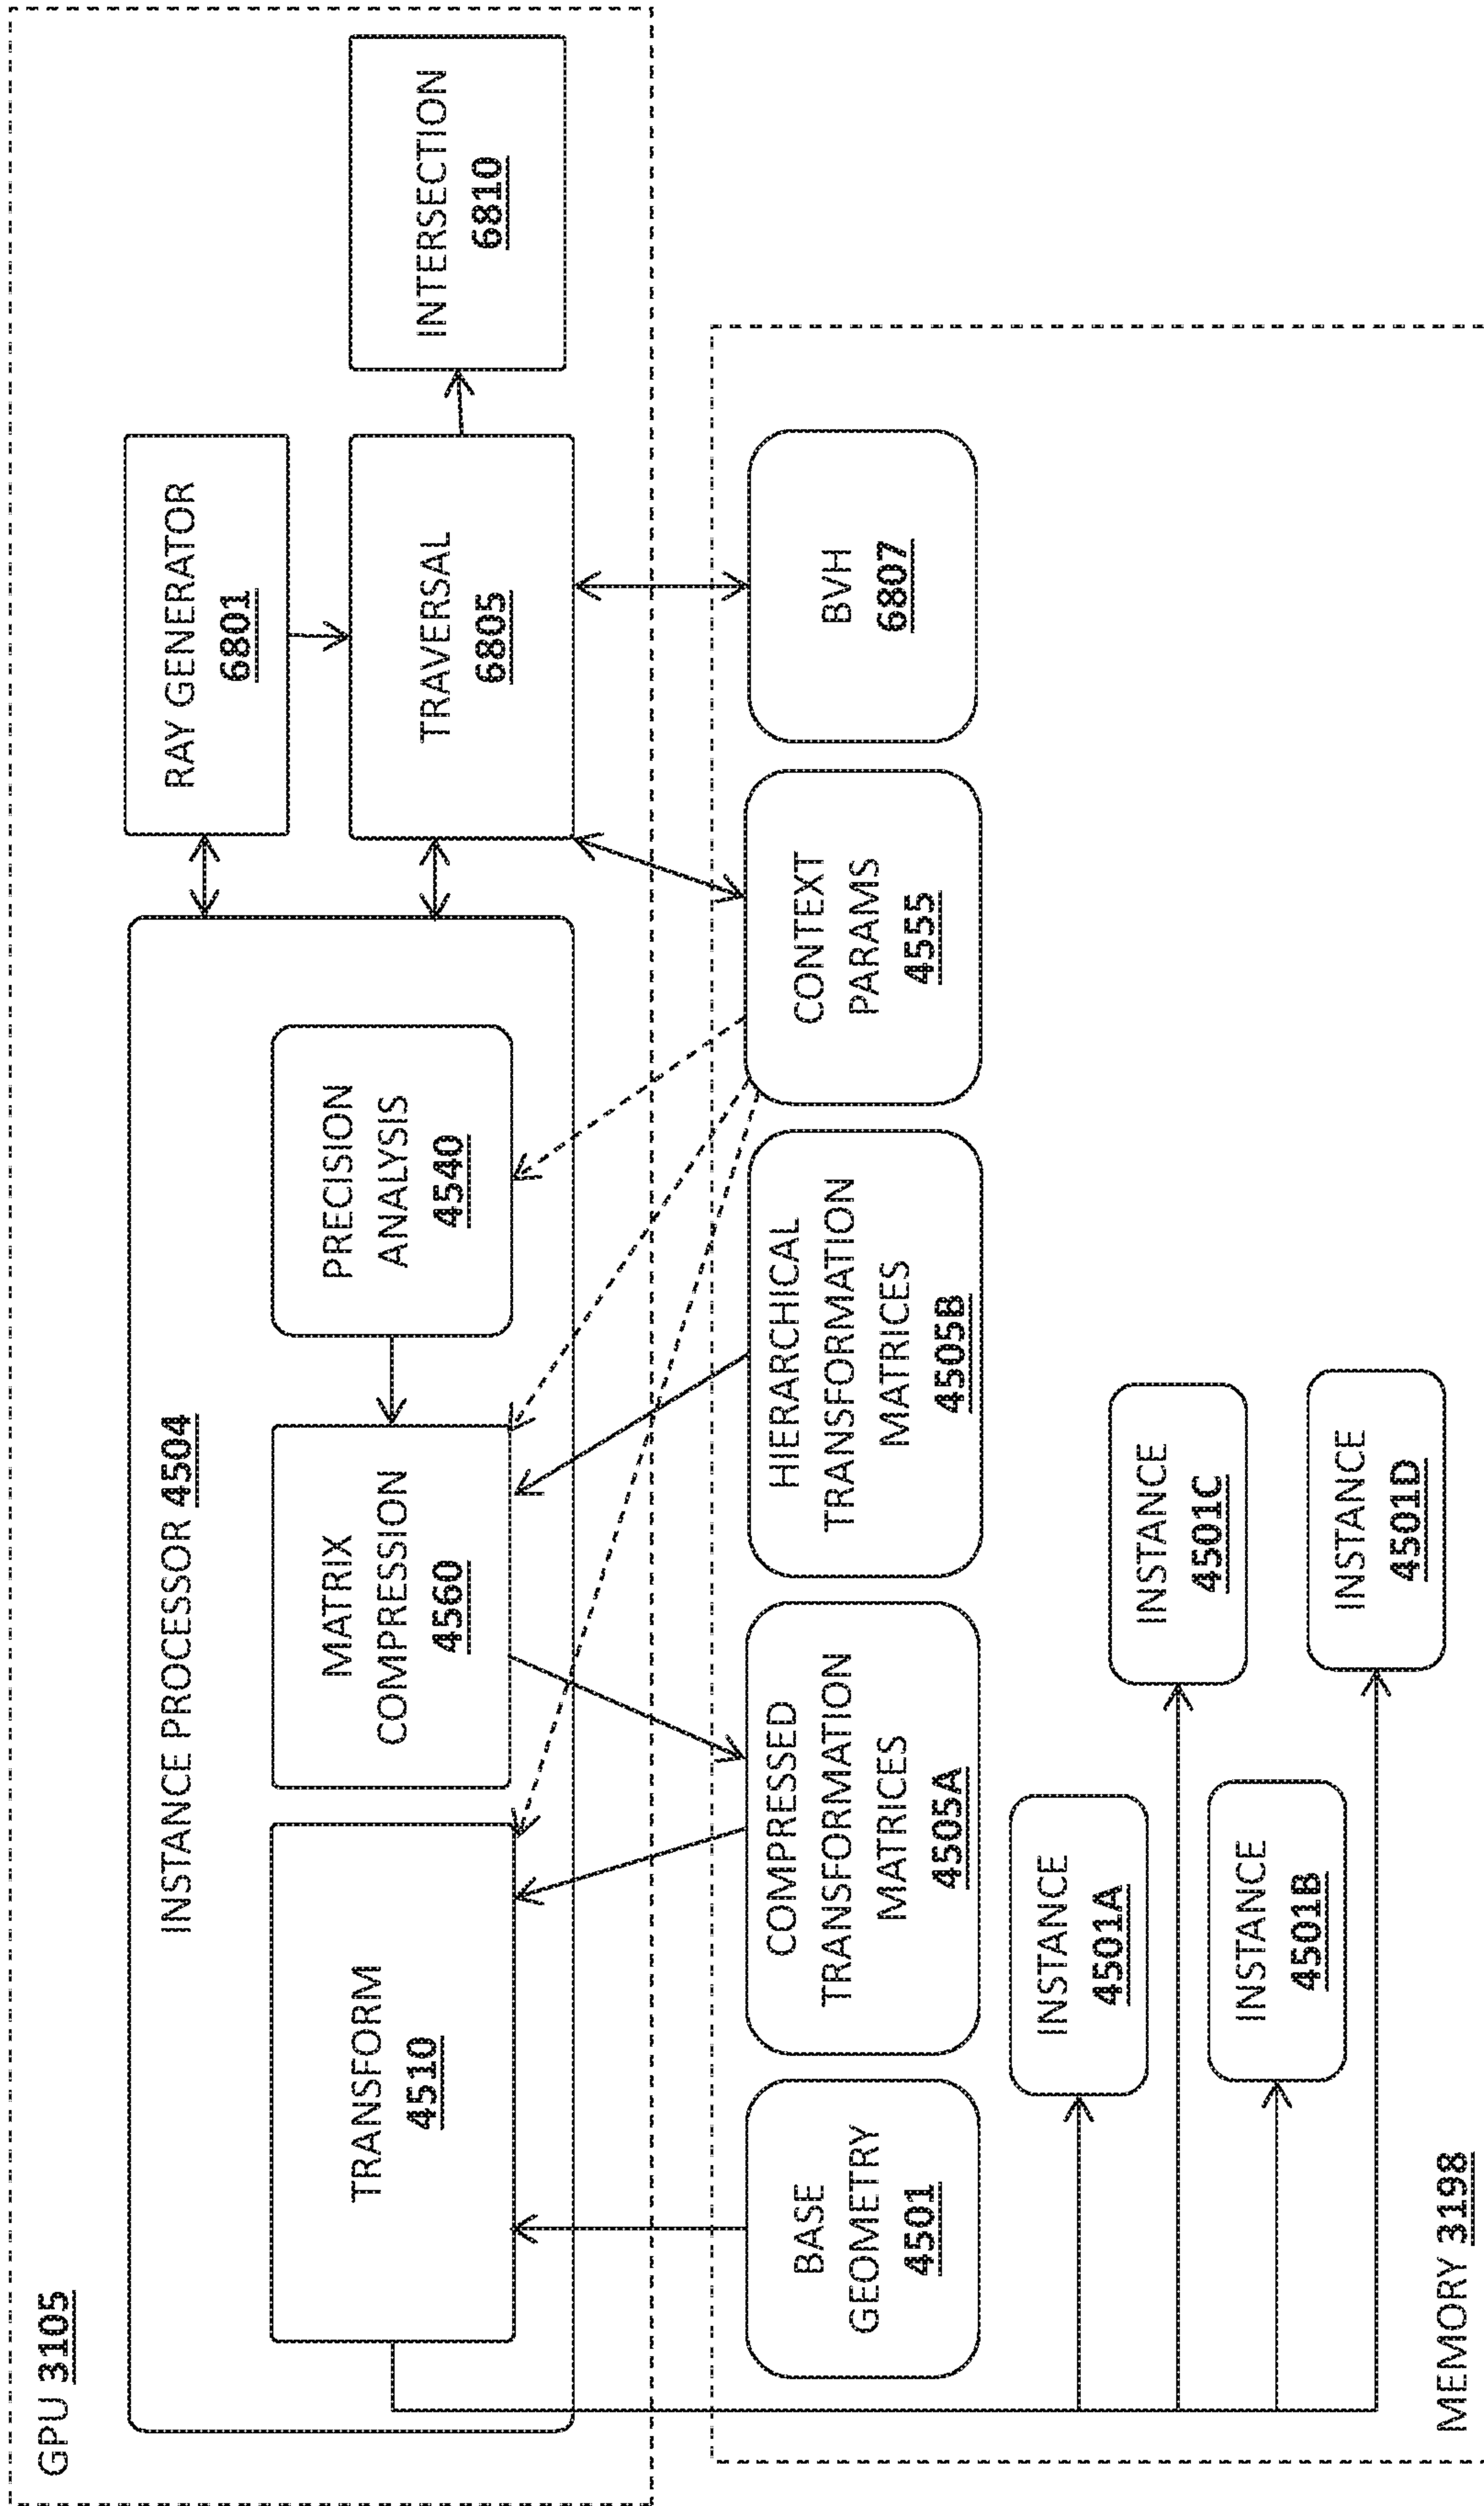 GPU 3105
INSTANCE PROCESSOR 4504
TRANSFORM
4510
MATRIX
COMPRESSION
4560
PRECISION
ANALYSIS
4540
RAY GENERATOR
6801
TRAVERSAL
6805
INTERSECTION
6810
BASE
GEOMETRY
4501
COMPRESSED
TRANSFORMATION
MATRICES
4505A
HIERARCHICAL
TRANSFORMATION
MATRICES
4505B
CONTEXT
PARAMS
4555
BVH
6807
INSTANCE
4501A
INSTANCE
4501B
INSTANCE
4501C
INSTANCE
4501D
MEMORY 3198